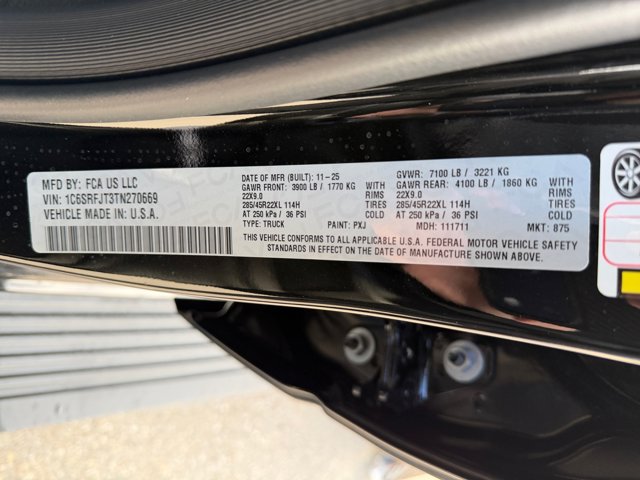 MFD BY: FCA US LLC
VIN: 1C6SRFJT3TN270669
VEHICLE MADE IN: U.S.A.
DATE OF MFR (BUILT): 11-25
GAWR FRONT: 3900 LB / 1770 KG WITH
22X9.0 RIMS
285/45R22XL 114H TIRES
AT 250 kPa / 36 PSI COLD
TYPE: TRUCK PAINT: PXJ
GVWR: 7100 LB / 3221 KG
GAWR REAR: 4100 LB / 1860 KG WITH
22X9.0 RIMS
285/45R22XL 114H TIRES
AT 250 kPa / 36 PSI COLD
MDH: 111711 MKT: 875
THIS VEHICLE CONFORMS TO ALL APPLICABLE U.S.A. FEDERAL MOTOR VEHICLE SAFETY
STANDARDS IN EFFECT ON THE DATE OF MANUFACTURE SHOWN ABOVE.